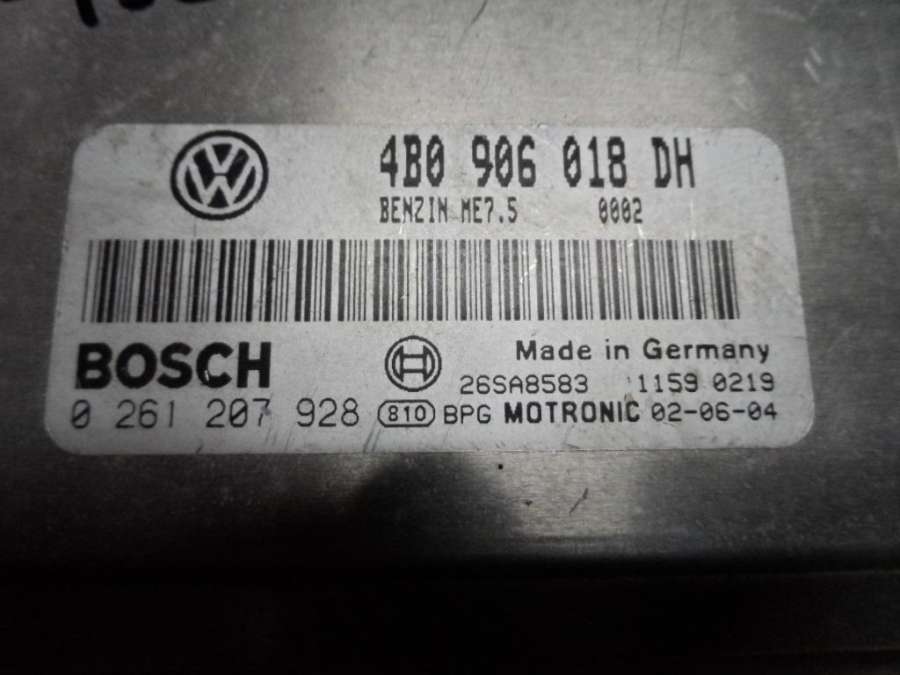 4B0 906 018 DH
BENZIN ME7.5 0002
BOSCH
Made in Germany
26SA8583 1159 0219
0 261 207 928 810 BPG MOTRONIC 02-06-04